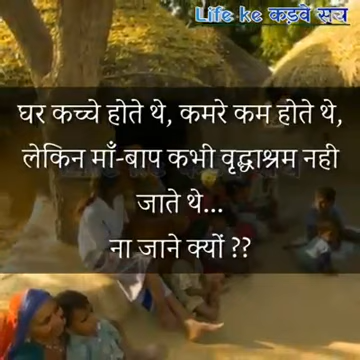 Life ke कड़वे सच
घर कच्चे होते थे, कमरे कम होते थे,
लेकिन माँ-बाप कभी वृद्धाश्रम नही
जाते थे...
ना जाने क्यों ??